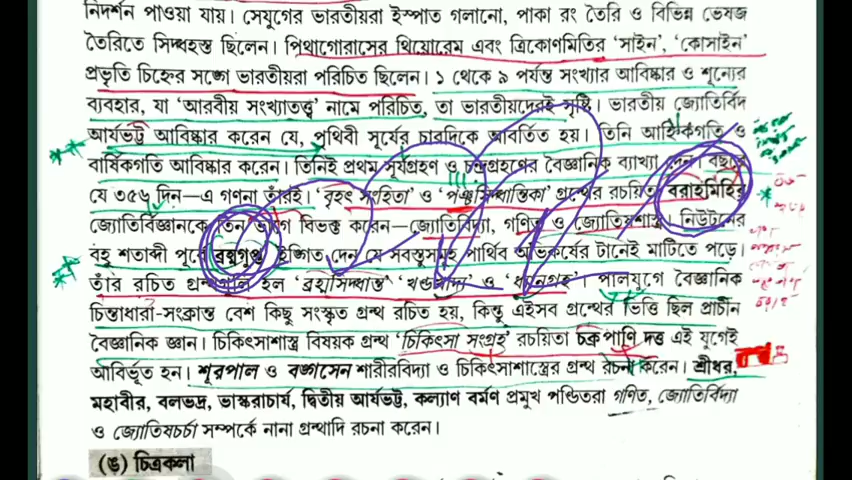 নিদর্শন পাওয়া যায়। সেযুগের ভারতীয়রা ইস্পাত গলানো, পাকা রং তৈরি ও বিভিন্ন ভেষজ
তৈরিতে সিদ্ধহস্ত ছিলেন। পিথাগোরাসের থিয়োরেম এবং ত্রিকোণমিতির ‘সাইন’, ‘কোসাইন’
প্রভৃতি চিহ্নের সঙ্গে ভারতীয়রা পরিচিত ছিলেন। ১ থেকে ৯ পর্যন্ত সংখ্যার আবিষ্কার ও শূন্যের
ব্যবহার, যা ‘আরবীয় সংখ্যাতত্ত্ব’ নামে পরিচিত, তা ভারতীয়দেরই সৃষ্টি। ভারতীয় জ্যোতির্বিদ
আর্যভট্ট আবিষ্কার করেন যে, পৃথিবী সূর্যের চারদিকে আবর্তিত হয়। তিনি আহ্নিকগতি ও
বার্ষিকগতি আবিষ্কার করেন। তিনিই প্রথম সূর্যগ্রহণ ও চন্দ্রগ্রহণের বৈজ্ঞানিক ব্যাখ্যা দেন। বছরে
যে ৩৫৬ দিন—এ গণনা তাঁরই। ‘বৃহৎ সংহিতা’ ও ‘পঞ্চসিদ্ধান্তিকা’ গ্রন্থের রচয়িতা বরাহমিহির
জ্যোতির্বিজ্ঞানকে তিন ভাগে বিভক্ত করেন—জ্যোতির্বিদ্যা, গণিত ও জ্যোতিষশাস্ত্র। নিউটনের
বহু শতাব্দী পূর্বে ব্রহ্মগুপ্ত ইঙ্গিত দেন যে সবস্তুসমূহ পার্থিব অভিকর্ষের টানেই মাটিতে পড়ে।
তাঁর রচিত গ্রন্থগুলি হল ‘ব্রহ্মসিদ্ধান্ত’ ‘খণ্ডখাদ্য’ ও ‘ধ্যানগ্রহ’। পালযুগে বৈজ্ঞানিক
চিন্তাধারা-সংক্রান্ত বেশ কিছু সংস্কৃত গ্রন্থ রচিত হয়, কিন্তু এইসব গ্রন্থের ভিত্তি ছিল প্রাচীন
বৈজ্ঞানিক জ্ঞান। চিকিৎসাশাস্ত্র বিষয়ক গ্রন্থ ‘চিকিৎসা সংগ্রহ’ রচয়িতা চক্রপাণি দত্ত এই যুগেই
আবির্ভূত হন। শূরপাল ও বঙ্গসেন শারীরবিদ্যা ও চিকিৎসাশাস্ত্রের গ্রন্থ রচনা করেন। শ্রীধর,
মহাবীর, বলভদ্র, ভাস্করাচার্য, দ্বিতীয় আর্যভট্ট, কল্যাণ বর্মণ প্রমুখ পণ্ডিতরা গণিত, জ্যোতির্বিদ্যা
ও জ্যোতিষচর্চা সম্পর্কে নানা গ্রন্থাদি রচনা করেন।
(ঙ) চিত্রকলা